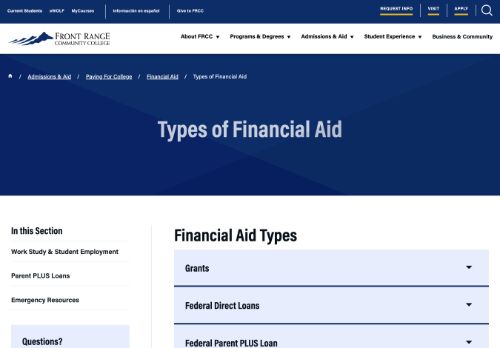 Current Students eWOLF MyCourses Información en español Give to FRCC REQUEST INFO VISIT APPLY
FRONT RANGE
COMMUNITY COLLEGE
About FRCC Programs & Degrees Admissions & Aid Student Experience Business & Community
/ Admissions & Aid / Paying For College / Financial Aid / Types of Financial Aid
Types of Financial Aid
In this Section
Work Study & Student Employment
Parent PLUS Loans
Emergency Resources
Questions?
Financial Aid Types
Grants
Federal Direct Loans
Federal Parent PLUS Loan